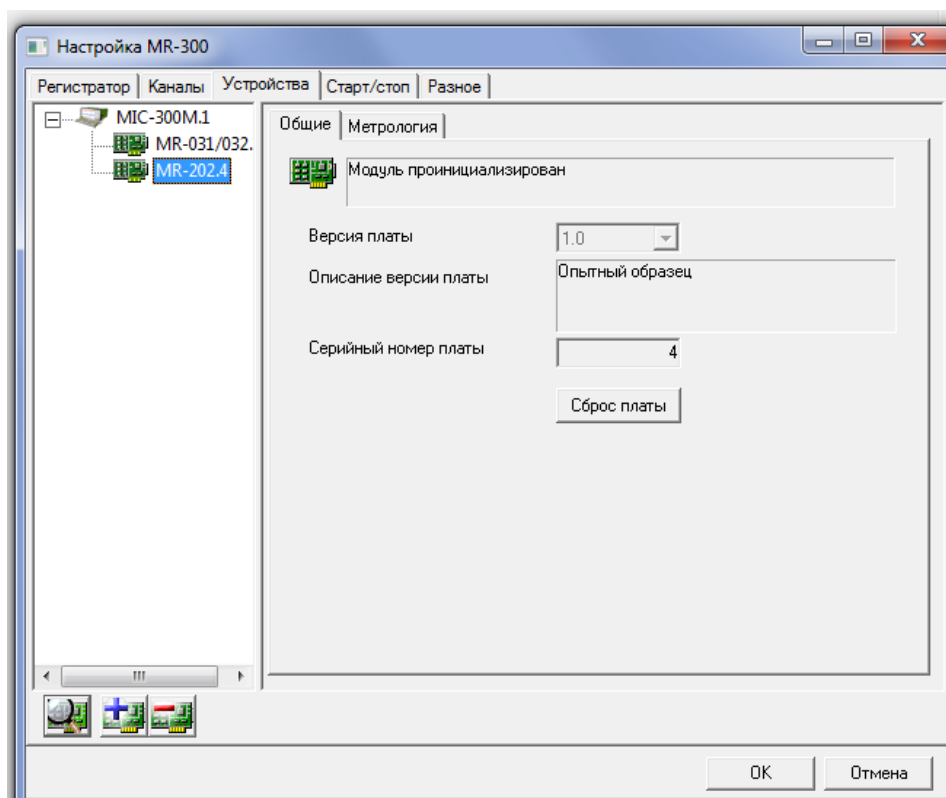 Настройка MR-300
Регистратор Каналы Устройства Старт/стоп Разное
MIC-300M.1
MR-031/032.
MR-202.4
Общие Метрология
Модуль проинициализирован
Версия платы 1.0
Описание версии платы Опытный образец
Серийный номер платы 4
Сброс платы
OK Отмена